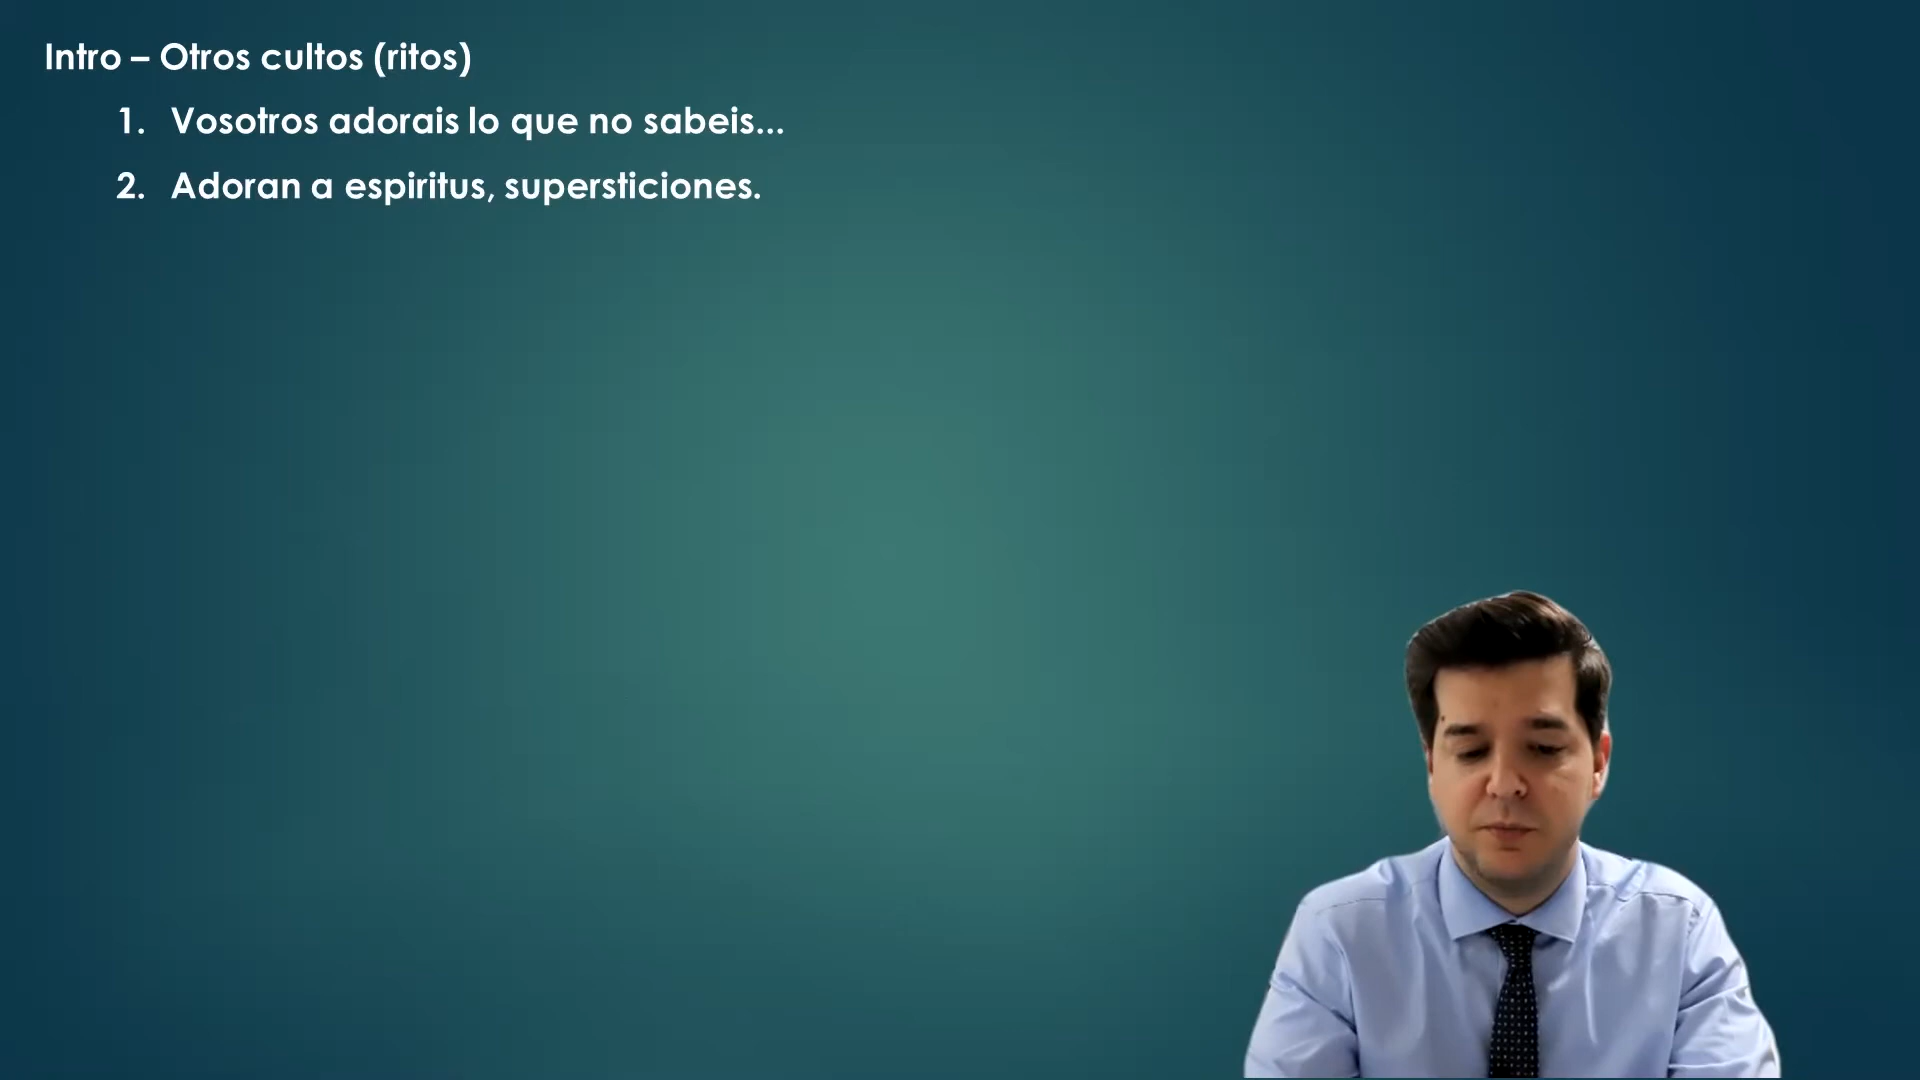 Intro – Otros cultos (ritos)
1. Vosotros adorais lo que no sabeis...
2. Adoran a espiritus, supersticiones.